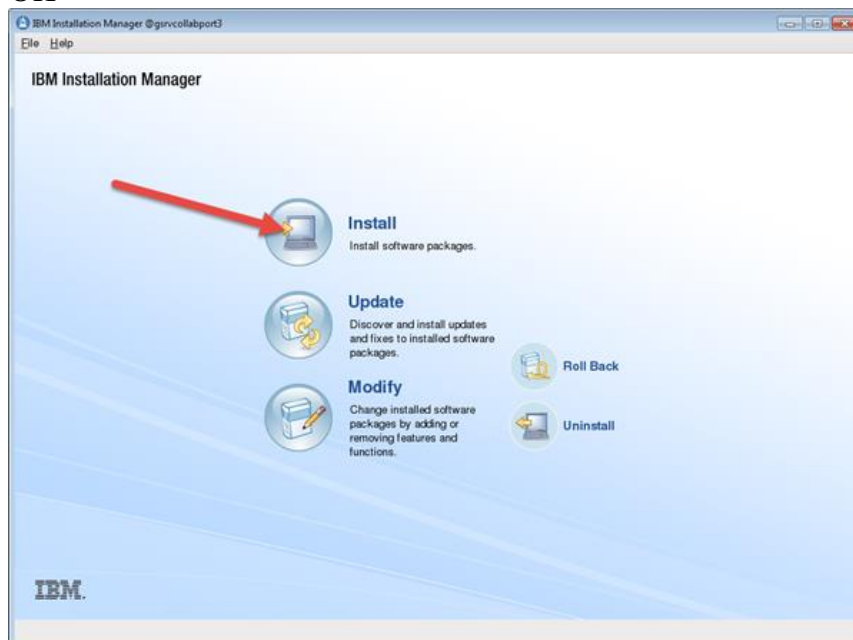 IBM Installation Manager @gsrvcollabport3
File Help
IBM Installation Manager
Install
Install software packages.
Update
Discover and install updates
and fixes to installed software
packages.
Roll Back
Modify
Change installed software
packages by adding or
removing features and
functions.
Uninstall
IBM.